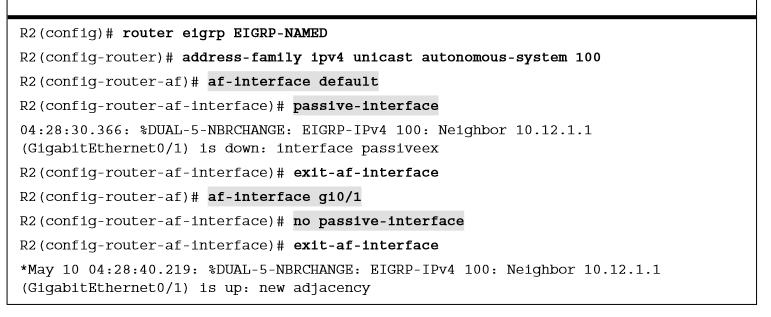 R2(config)# router eigrp EIGRP-NAMED
R2(config-router)# address-family ipv4 unicast autonomous-system 100
R2(config-router-af)# af-interface default
R2(config-router-af-interface)# passive-interface
04:28:30.366: %DUAL-5-NBRCHANGE: EIGRP-IPv4 100: Neighbor 10.12.1.1
(GigabitEthernet0/1) is down: interface passiveex
R2(config-router-af-interface)# exit-af-interface
R2(config-router-af)# af-interface gi0/1
R2(config-router-af-interface)# no passive-interface
R2(config-router-af-interface)# exit-af-interface
*May 10 04:28:40.219: %DUAL-5-NBRCHANGE: EIGRP-IPv4 100: Neighbor 10.12.1.1
(GigabitEthernet0/1) is up: new adjacency